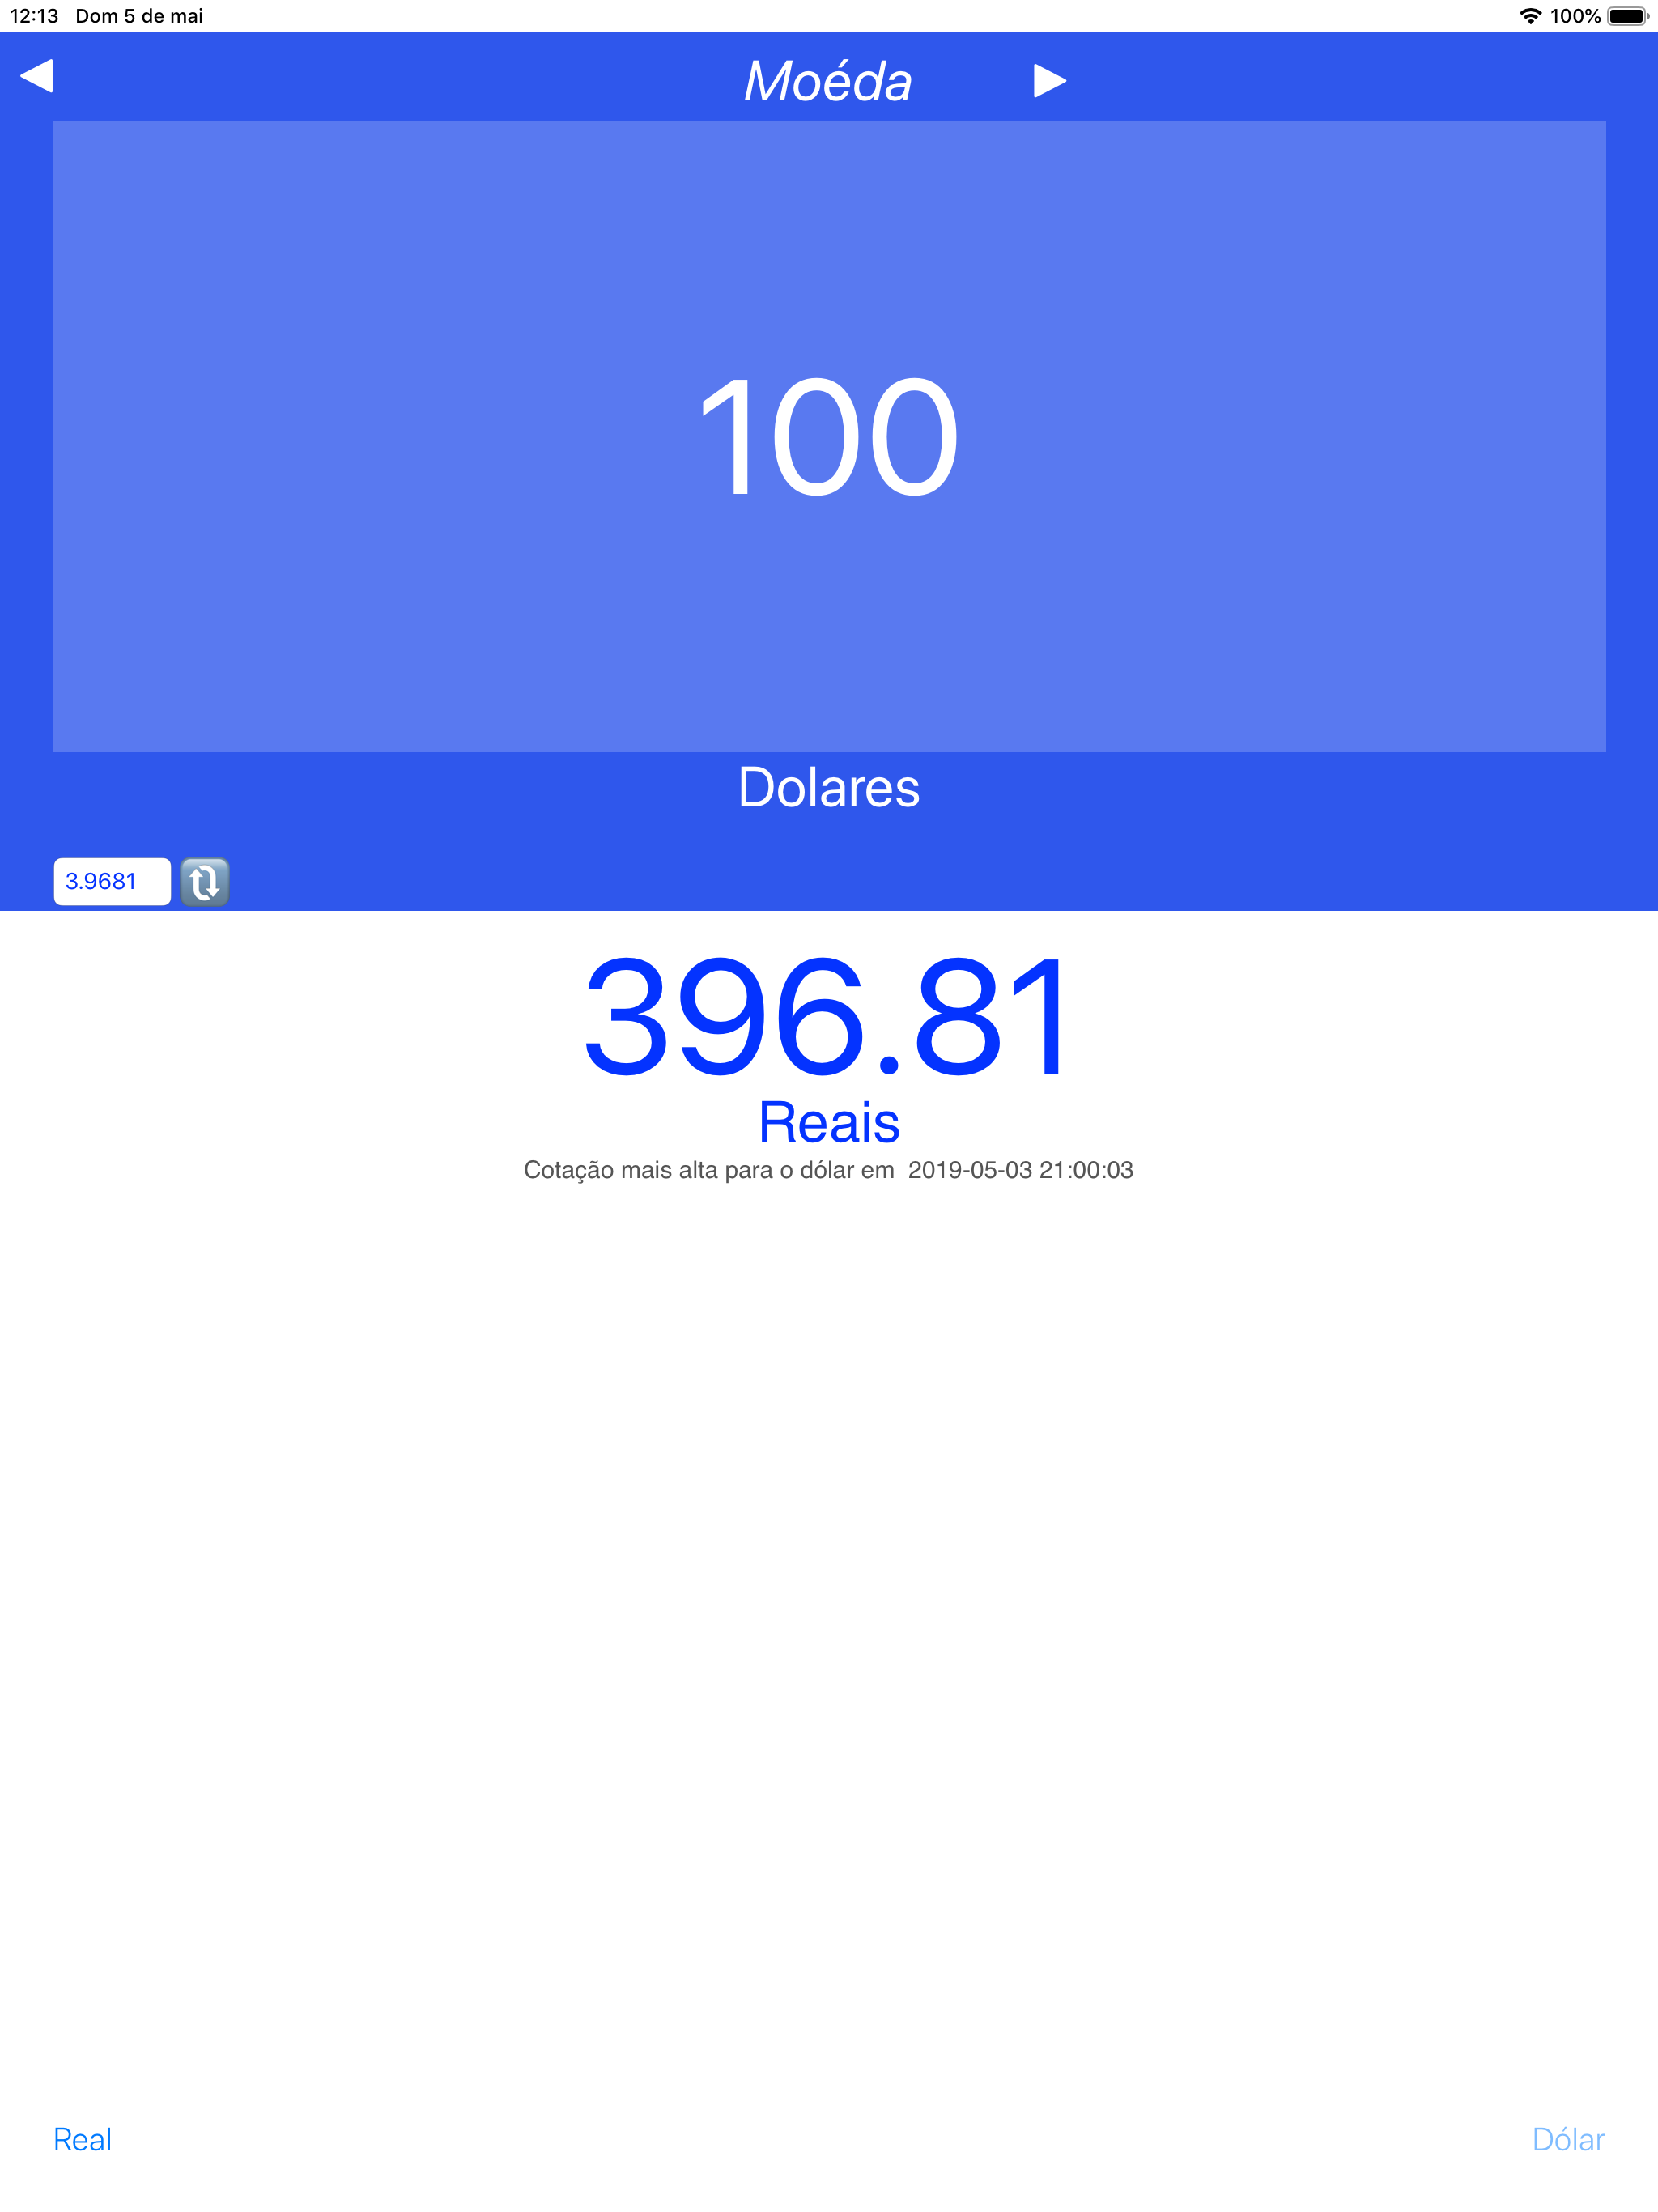 12:13 Dom 5 de mai 100%
Moéda
100
Dolares
3.9681
396.81
Reais
Cotação mais alta para o dólar em 2019-05-03 21:00:03
Real Dólar